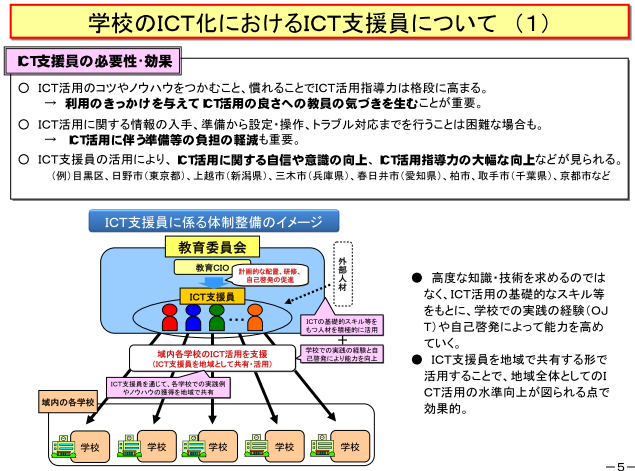 学校のICT化におけるICT支援員について （１）
ICT支援員の必要性・効果
○ ICT活用のコツやノウハウをつかむこと、慣れることでICT活用指導力は格段に高まる。
→ 利用のきっかけを与えてICT活用の良さへの教員の気づきを生むことが重要。
○ ICT活用に関する情報の入手、準備から設定・操作、トラブル対応までを行うことは困難な場合も。
→ ICT活用に伴う準備等の負担の軽減も重要。
○ ICT支援員の活用により、ICT活用に関する自信や意識の向上、ICT活用指導力の大幅な向上などが見られる。
（例）目黒区、日野市（東京都）、上越市（新潟県）、三木市（兵庫県）、春日井市（愛知県）、柏市、取手市（千葉県）、京都市など
ICT支援員に係る体制整備のイメージ
教育委員会
教育CIO
計画的な配置、研修、
自己啓発の促進
ICT支援員
外部人材
ICTの基礎的スキル等を
もつ人材を積極的に活用
＋
学校での実践の経験と自
己啓発により能力を向上
域内各学校のICT活用を支援
（ICT支援員を地域として共有・活用）
ICT支援員を通じて、各学校での実践例
やノウハウの獲得を地域で共有
域内の各学校
学校
学校
学校
学校
学校
● 高度な知識・技術を求めるのでは
なく、ICT活用の基礎的なスキル等
をもとに、学校での実践の経験（OJ
T）や自己啓発によって能力を高め
ていく。
● ICT支援員を地域で共有する形で
活用することで、地域全体としてのI
CT活用の水準向上が図られる点で
効果的。
－５－